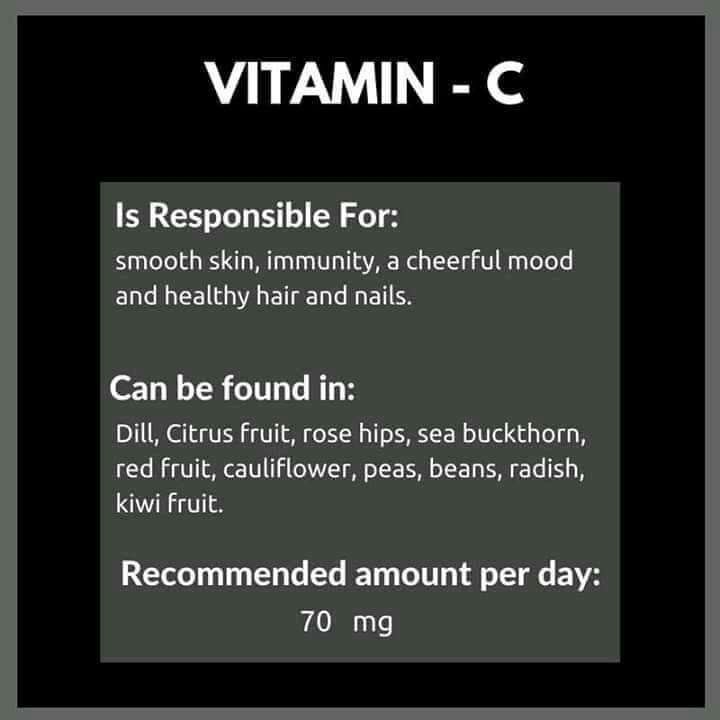 VITAMIN - C
Is Responsible For:
smooth skin, immunity, a cheerful mood
and healthy hair and nails.
Can be found in:
Dill, Citrus fruit, rose hips, sea buckthorn,
red fruit, cauliflower, peas, beans, radish,
kiwi fruit.
Recommended amount per day:
70 mg